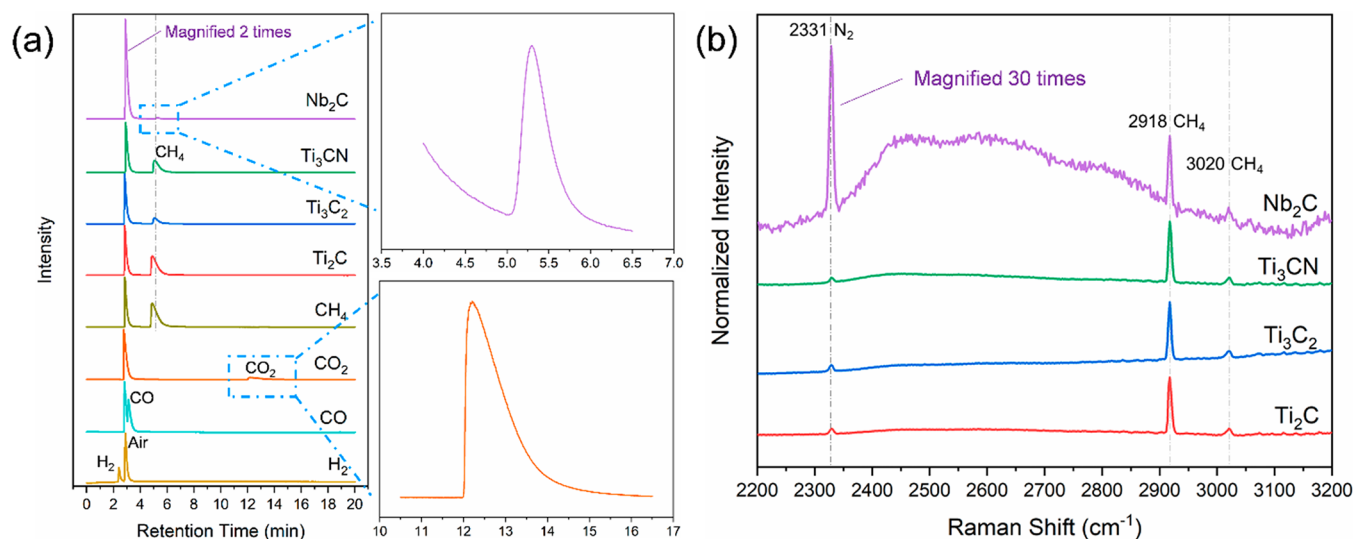 (a)
Magnified 2 times
Nb₂C
Ti₃CN
CH₄
Ti₃C₂
Ti₂C
CH₄
CO₂
CO₂
CO
CO
Air
H₂
H₂
Intensity
0 2 4 6 8 10 12 14 16 18 20
Retention Time (min)
3.5 4.0 4.5 5.0 5.5 6.0 6.5 7.0
10 11 12 13 14 15 16 17
(b)
2331 N₂
Magnified 30 times
2918 CH₄
3020 CH₄
Nb₂C
Ti₃CN
Ti₃C₂
Ti₂C
Normalized Intensity
2200 2300 2400 2500 2600 2700 2800 2900 3000 3100 3200
Raman Shift (cm⁻¹)